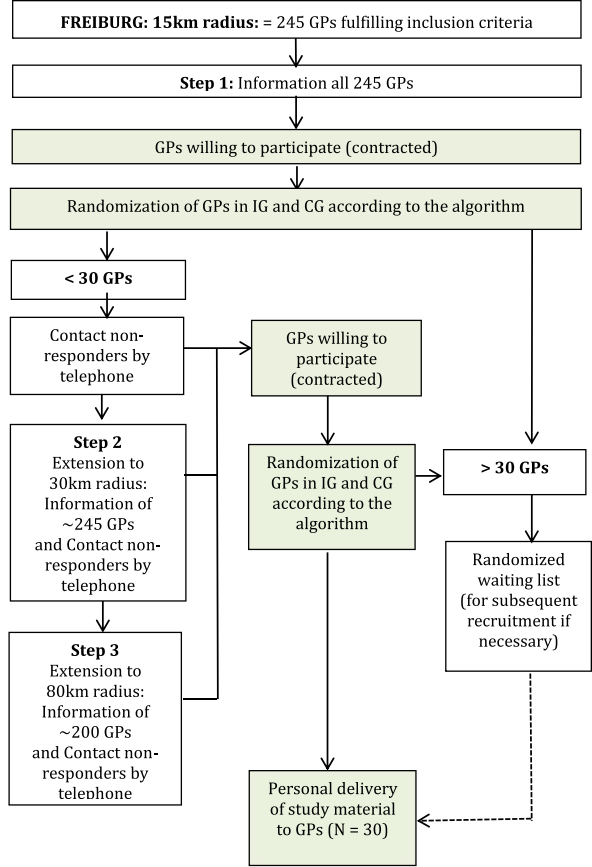 FREIBURG: 15km radius: = 245 GPs fulfilling inclusion criteria
Step 1: Information all 245 GPs
GPs willing to participate (contracted)
Randomization of GPs in IG and CG according to the algorithm
< 30 GPs
Contact non-
responders by
telephone
Step 2
Extension to
30km radius:
Information of
~245 GPs
and Contact non-
responders by
telephone
Step 3
Extension to
80km radius:
Information of
~200 GPs
and Contact non-
responders by
telephone
GPs willing to
participate
(contracted)
Randomization of
GPs in IG and CG
according to the
algorithm
> 30 GPs
Randomized
waiting list
(for subsequent
recruitment if
necessary)
Personal delivery
of study material
to GPs (N = 30)